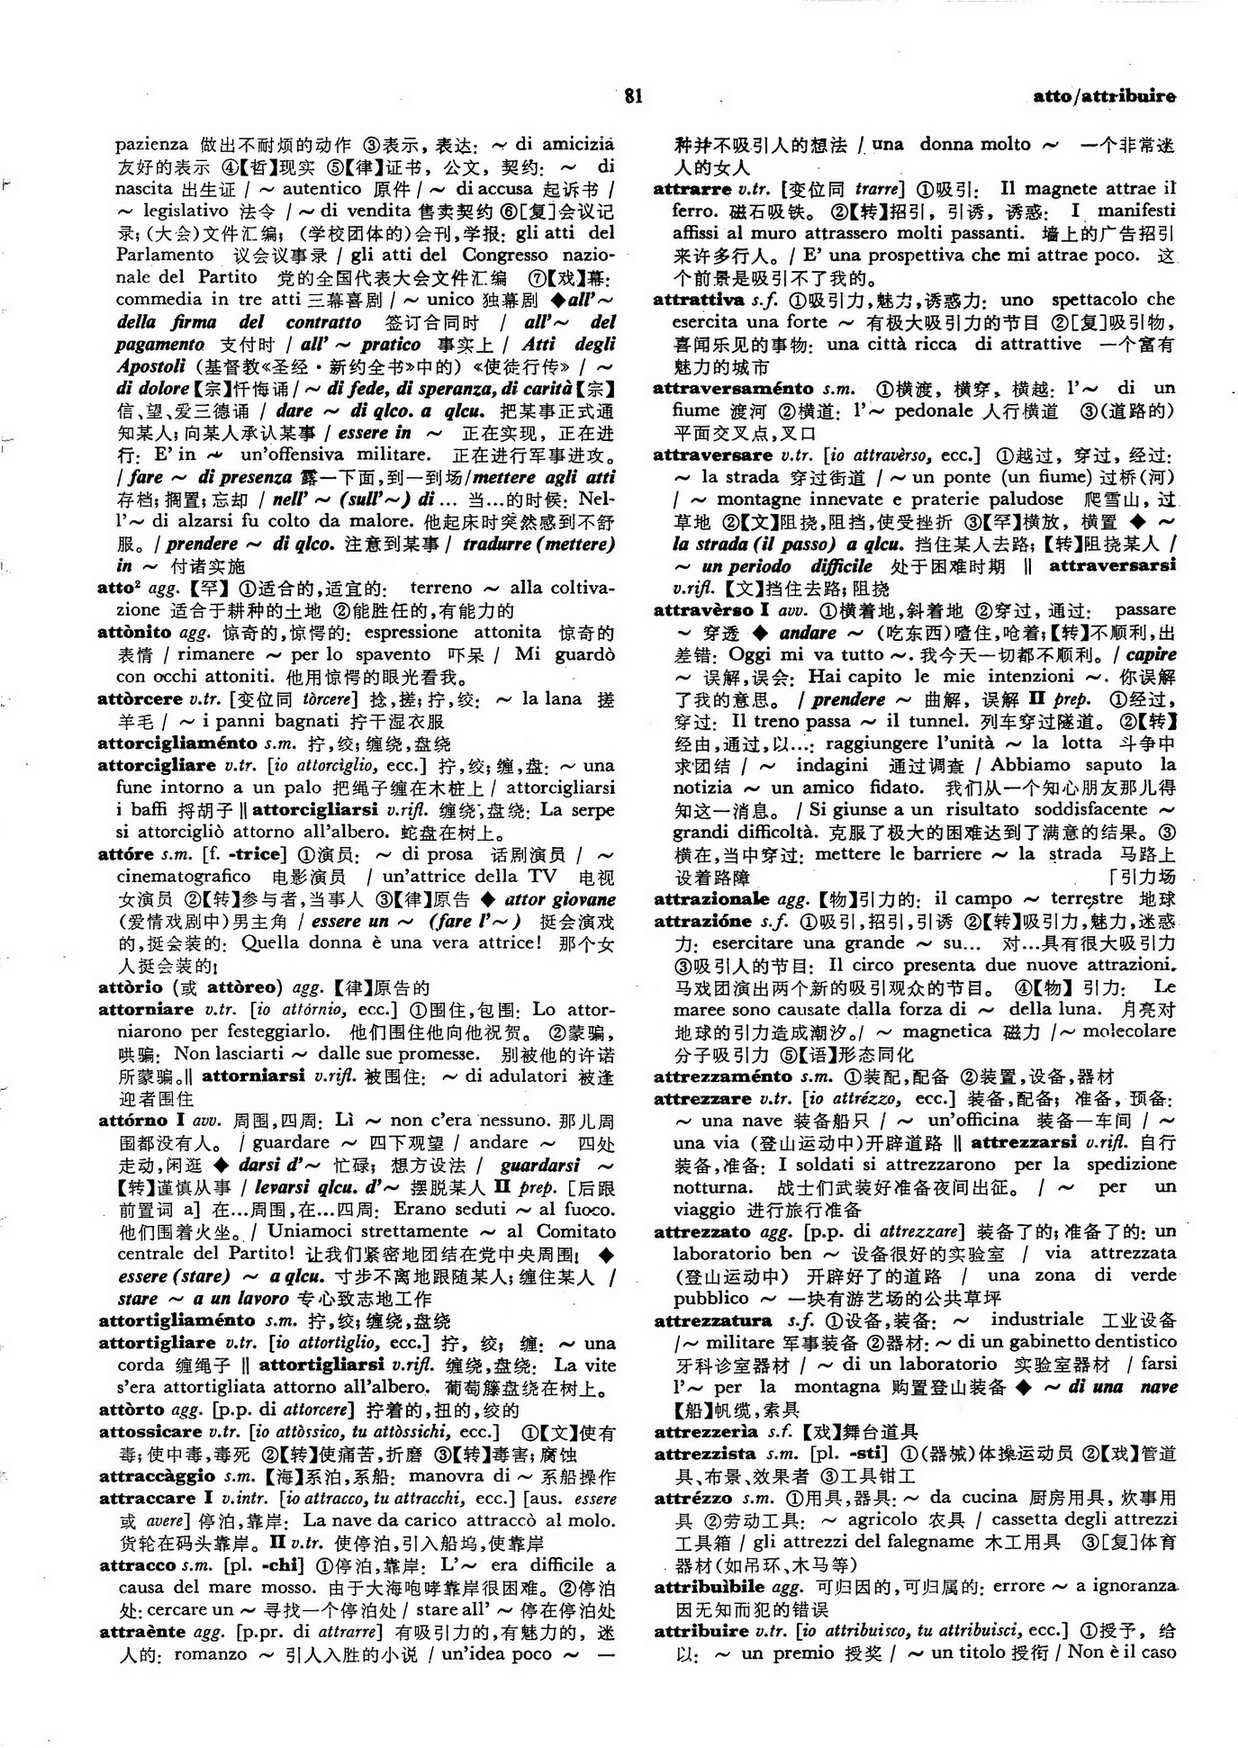 81
atto/attribuire
pazienza 做出不耐烦的动作 ③表示，表达: ～ di amicizia
友好的表示 ④【哲】现实 ⑤【律】证书，公文，契约: ～ di
nascita 出生证 / ～ autentico 原件 / ～ di accusa 起诉书 /
～ legislativo 法令 / ～ di vendita 售卖契约 ⑥[复]会议记
录; (大会)文件汇编; (学校团体的)会刊,学报: gli atti del
Parlamento 议会议事录 / gli atti del Congresso nazio-
nale del Partito 党的全国代表大会文件汇编 ⑦【戏】幕:
commedia in tre atti 三幕喜剧 / ～ unico 独幕剧 ◆all'～
della firma del contratto 签订合同时 / all'～ del
pagamento 支付时 / all' ～ pratico 事实上 / Atti degli
Apostoli (基督教《圣经・新约全书》中的) 《使徒行传》 / ～
di dolore【宗】忏悔诵 / ～ di fede, di speranza, di carità【宗】
信、望、爱三德诵 / dare ～ di qlco. a qlcu. 把某事正式通
知某人; 向某人承认某事 / essere in ～ 正在实现, 正在进
行: E' in ～ un'offensiva militare. 正在进行军事进攻。
/ fare ～ di presenza 露一下面,到一到场/mettere agli atti
存档; 搁置; 忘却 / nell' ～ (sull'～) di ... 当...的时候: Nel-
l'～ di alzarsi fu colto da malore. 他起床时突然感到不舒
服。/ prendere ～ di qlco. 注意到某事 / tradurre (mettere)
in ～ 付诸实施
atto² agg.【罕】①适合的,适宜的: terreno ～ alla coltiva-
zione 适合于耕种的土地 ②能胜任的,有能力的
attònito agg. 惊奇的,惊愕的: espressione attonita 惊奇的
表情 / rimanere ～ per lo spavento 吓呆 / Mi guardò
con occhi attoniti. 他用惊愕的眼光看我。
attòrcere v.tr. [变位同 tòrcere] 捻,搓; 拧,绞: ～ la lana 搓
羊毛 / ～ i panni bagnati 拧干湿衣服
attorcigliaménto s.m. 拧,绞; 缠绕,盘绕
attorcigliare v.tr. [io attorcìglio, ecc.] 拧,绞; 缠,盘: ～ una
fune intorno a un palo 把绳子缠在木桩上 / attorcigliarsi
i baffi 捋胡子 ‖ attorcigliarsi v.rifl. 缠绕,盘绕: La serpe
si attorcigliò attorno all'albero. 蛇盘在树上。
attóre s.m. [f. -trice] ①演员: ～ di prosa 话剧演员 / ～
cinematografico 电影演员 / un'attrice della TV 电视
女演员 ②【转】参与者,当事人 ③【律】原告 ◆ attor giovane
(爱情戏剧中)男主角 / essere un ～ (fare l'～) 挺会演戏
的,挺会装的: Quella donna è una vera attrice! 那个女
人挺会装的!
attòrio (或 attòreo) agg.【律】原告的
attorniare v.tr. [io attórnio, ecc.] ①围住,包围: Lo attor-
niarono per festeggiarlo. 他们围住他向他祝贺。 ②蒙骗,
哄骗: Non lasciarti ～ dalle sue promesse. 别被他的许诺
所蒙骗。‖ attorniarsi v.rifl. 被围住: ～ di adulatori 被逢
迎者围住
attórno I avv. 周围,四周: Lì ～ non c'era nessuno. 那儿周
围都没有人。 / guardare ～ 四下观望 / andare ～ 四处
走动,闲逛 ◆ darsi d'～ 忙碌; 想方设法 / guardarsi ～
【转】谨慎从事 / levarsi qlcu. d'～ 摆脱某人 II prep. [后跟
前置词 a] 在...周围,在...四周: Erano seduti ～ al fuoco.
他们围着火坐。/ Uniamoci strettamente ～ al Comitato
centrale del Partito! 让我们紧密地团结在党中央周围! ◆
essere (stare) ～ a qlcu. 寸步不离地跟随某人; 缠住某人 /
stare ～ a un lavoro 专心致志地工作
attortigliaménto s.m. 拧,绞; 缠绕,盘绕
attortigliare v.tr. [io attortìglio, ecc.] 拧, 绞; 缠: ～ una
corda 缠绳子 ‖ attortigliarsi v.rifl. 缠绕,盘绕: La vite
s'era attortigliata attorno all'albero. 葡萄藤盘绕在树上。
attòrto agg. [p.p. di attorcere] 拧着的,扭的,绞的
attossicare v.tr. [io attòssico, tu attòssichi, ecc.] ①【文】使有
毒; 使中毒,毒死 ②【转】使痛苦,折磨 ③【转】毒害; 腐蚀
attraccàggio s.m.【海】系泊,系船: manovra di ～ 系船操作
attraccare I v.intr. [io attracco, tu attracchi, ecc.] [aus. essere
或 avere] 停泊,靠岸: La nave da carico attraccò al molo.
货轮在码头靠岸。II v.tr. 使停泊,引入船坞,使靠岸
attracco s.m. [pl. -chi] ①停泊,靠岸: L'～ era difficile a
causa del mare mosso. 由于大海咆哮靠岸很困难。②停泊
处: cercare un ～ 寻找一个停泊处 / stare all' ～ 停在停泊处
attraènte agg. [p.pr. di attrarre] 有吸引力的,有魅力的, 迷
人的: romanzo ～ 引人入胜的小说 / un'idea poco ～ 一
种并不吸引人的想法 / una donna molto ～ 一个非常迷
人的女人
attrarre v.tr. [变位同 trarre] ①吸引: Il magnete attrae il
ferro. 磁石吸铁。 ②【转】招引, 引诱, 诱惑: I manifesti
affissi al muro attrassero molti passanti. 墙上的广告招引
来许多行人。/ E' una prospettiva che mi attrae poco. 这
个前景是吸引不了我的。
attrattiva s.f. ①吸引力,魅力,诱惑力: uno spettacolo che
esercita una forte ～ 有极大吸引力的节目 ②[复]吸引物,
喜闻乐见的事物: una città ricca di attrattive 一个富有
魅力的城市
attraversaménto s.m. ①横渡, 横穿, 横越: l'～ di un
fiume 渡河 ②横道: l'～ pedonale 人行横道 ③(道路的)
平面交叉点,叉口
attraversare v.tr. [io attravèrso, ecc.] ①越过, 穿过, 经过:
～ la strada 穿过街道 / ～ un ponte (un fiume) 过桥(河)
/ ～ montagne innevate e praterie paludose 爬雪山, 过
草地 ②【文】阻挠,阻挡,使受挫折 ③【罕】横放, 横置 ◆ ～
la strada (il passo) a qlcu. 挡住某人去路;【转】阻挠某人 /
～ un periodo difficile 处于困难时期 ‖ attraversarsi
v.rifl.【文】挡住去路; 阻挠
attravèrso I avv. ①横着地,斜着地 ②穿过, 通过: passare
～ 穿透 ◆ andare ～ (吃东西)噎住,呛着;【转】不顺利,出
差错: Oggi mi va tutto ～. 我今天一切都不顺利。/ capire
～ 误解,误会: Hai capito le mie intenzioni ～. 你误解
了我的意思。 / prendere ～ 曲解, 误解 II prep. ①经过,
穿过: Il treno passa ～ il tunnel. 列车穿过隧道。 ②【转】
经由,通过,以...: raggiungere l'unità ～ la lotta 斗争中
求团结 / ～ indagini 通过调查 / Abbiamo saputo la
notizia ～ un amico fidato. 我们从一个知心朋友那儿得
知这一消息。 / Si giunse a un risultato soddisfacente ～
grandi difficoltà. 克服了极大的困难达到了满意的结果。③
横在,当中穿过: mettere le barriere ～ la strada 马路上
设着路障 「引力场
attrazionale agg.【物】引力的: il campo ～ terrestre 地球
attrazióne s.f. ①吸引,招引,引诱 ②【转】吸引力,魅力,迷惑
力: esercitare una grande ～ su... 对...具有很大吸引力
③吸引人的节目: Il circo presenta due nuove attrazioni.
马戏团演出两个新的吸引观众的节目。 ④【物】引力: Le
maree sono causate dalla forza di ～ della luna. 月亮对
地球的引力造成潮汐。/ ～ magnetica 磁力 /～ molecolare
分子吸引力 ⑤【语】形态同化
attrezzaménto s.m. ①装配,配备 ②装置,设备,器材
attrezzare v.tr. [io attrézzo, ecc.] 装备,配备; 准备, 预备:
～ una nave 装备船只 / ～ un'officina 装备一车间 / ～
una via (登山运动中)开辟道路 ‖ attrezzarsi v.rifl. 自行
装备,准备: I soldati si attrezzarono per la spedizione
notturna. 战士们武装好准备夜间出征。 / ～ per un
viaggio 进行旅行准备
attrezzato agg. [p.p. di attrezzare] 装备了的; 准备了的: un
laboratorio ben ～ 设备很好的实验室 / via attrezzata
(登山运动中) 开辟好了的道路 / una zona di verde
pubblico ～ 一块有游艺场的公共草坪
attrezzatura s.f. ①设备,装备: ～ industriale 工业设备
/～ militare 军事装备 ②器材: ～ di un gabinetto dentistico
牙科诊室器材 / ～ di un laboratorio 实验室器材 / farsi
l'～ per la montagna 购置登山装备 ◆ ～ di una nave
【船】帆缆,索具
attrezzerìa s.f.【戏】舞台道具
attrezzista s.m. [pl. -sti] ①(器械)体操运动员 ②【戏】管道
具、布景、效果者 ③工具钳工
attrézzo s.m. ①用具,器具: ～ da cucina 厨房用具, 炊事用
具 ②劳动工具: ～ agricolo 农具 / cassetta degli attrezzi
工具箱 / gli attrezzi del falegname 木工用具 ③[复]体育
器材(如吊环、木马等)
attribuìbile agg. 可归因的,可归属的: errore ～ a ignoranza
因无知而犯的错误
attribuire v.tr. [io attribuisco, tu attribuisci, ecc.] ①授予, 给
以: ～ un premio 授奖 / ～ un titolo 授衔 / Non è il caso